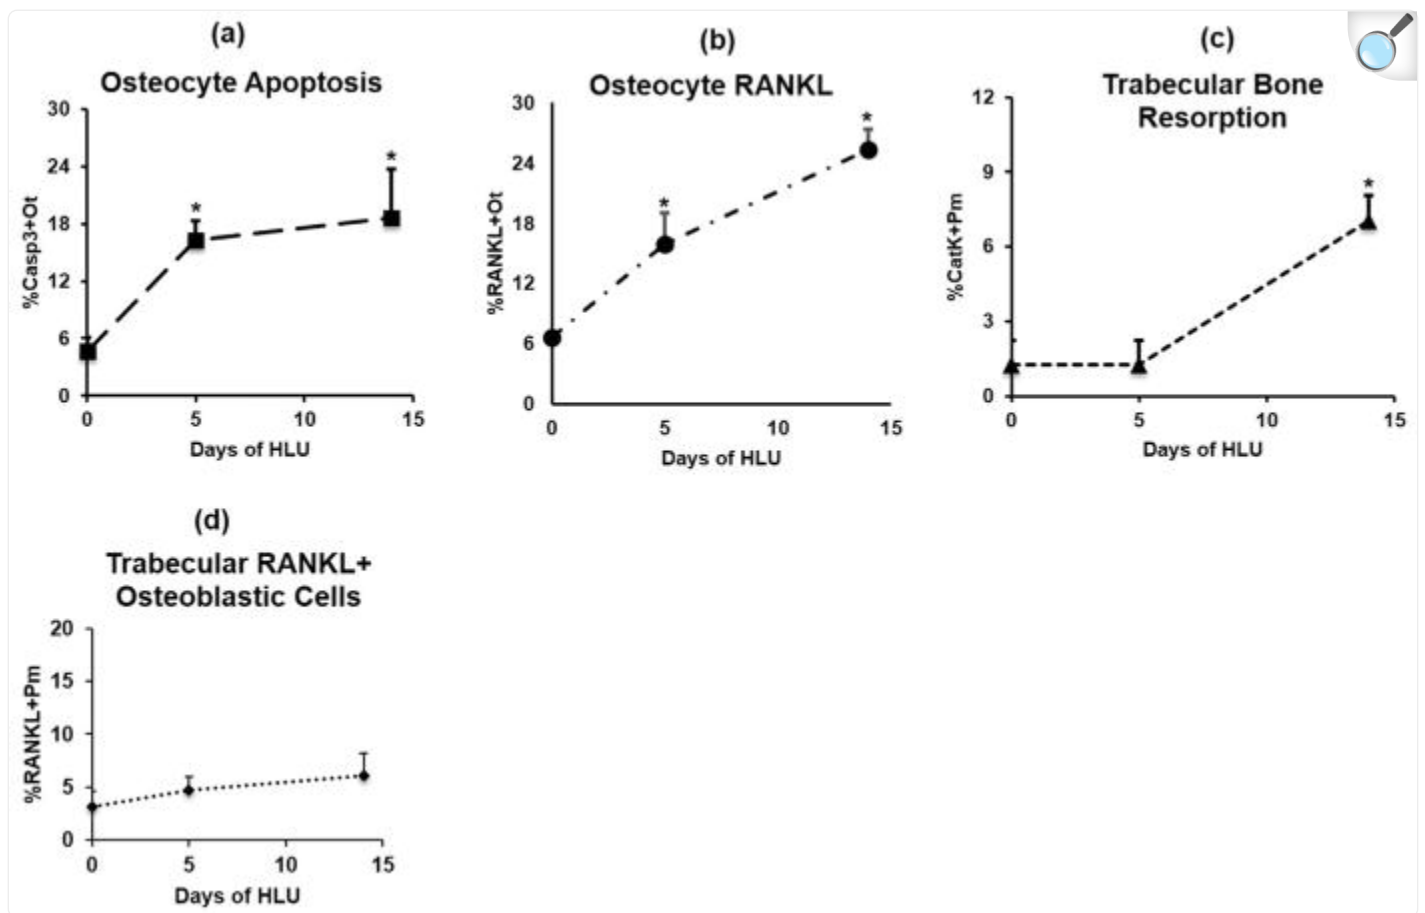 (a)
Osteocyte Apoptosis
30
24
18
12
6
0
%Casp3+Ot
*
*
0 5 10 15
Days of HLU
(b)
Osteocyte RANKL
30
24
18
12
6
0
%RANKL+Ot
*
*
0 5 10 15
Days of HLU
(c)
Trabecular Bone
Resorption
12
9
6
3
0
%CatK+Pm
*
0 5 10 15
Days of HLU
(d)
Trabecular RANKL+
Osteoblastic Cells
20
15
10
5
0
%RANKL+Pm
0 5 10 15
Days of HLU